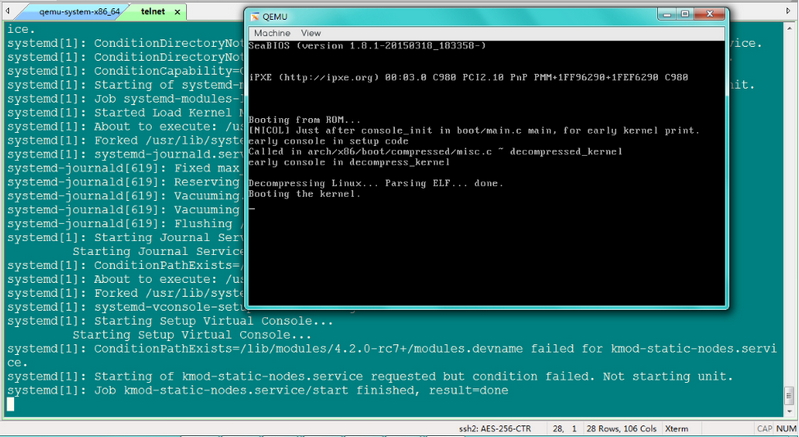 qemu-system-x86_64
telnet ×
ice.
systemd[1]: ConditionDirectoryNot
systemd[1]: ConditionDirectoryNot
systemd[1]: ConditionCapability=
systemd[1]: Starting of systemd-m
nit.
systemd[1]: Job systemd-modules-
systemd[1]: Started Load Kernel M
systemd[1]: About to execute: /us
systemd[1]: Forked /usr/lib/syste
systemd[1]: systemd-journald.serv
systemd-journald[619]: Fixed max_
systemd-journald[619]: Reserving
systemd-journald[619]: Vacuuming.
systemd-journald[619]: Vacuuming
systemd-journald[619]: Flushing /
systemd[1]: Starting Journal Serv
Starting Journal Service
systemd[1]: ConditionPathExists=/
systemd[1]: About to execute: /us
systemd[1]: Forked /usr/lib/syste
systemd[1]: systemd-vconsole-setu
systemd[1]: Starting Setup Virtual Console...
Starting Setup Virtual Console...
systemd[1]: ConditionPathExists=/lib/modules/4.2.0-rc7+/modules.devname failed for kmod-static-nodes.servi
ce.
systemd[1]: Starting of kmod-static-nodes.service requested but condition failed. Not starting unit.
systemd[1]: Job kmod-static-nodes.service/start finished, result=done
QEMU
Machine View
SeaBIOS (version 1.8.1-20150318_183358-)
iPXE (http://ipxe.org) 00:03.0 C980 PCI2.10 PnP PMM+1FF96290+1FEF6290 C980
Booting from ROM...
[NICOL] Just after console_init in boot/main.c main, for early kernel print.
early console in setup code
Called in arch/x86/boot/compressed/misc.c ~ decompressed_kernel
early console in decompress_kernel
Decompressing Linux... Parsing ELF... done.
Booting the kernel.
ssh2: AES-256-CTR 28, 1 28 Rows, 106 Cols Xterm CAP NUM